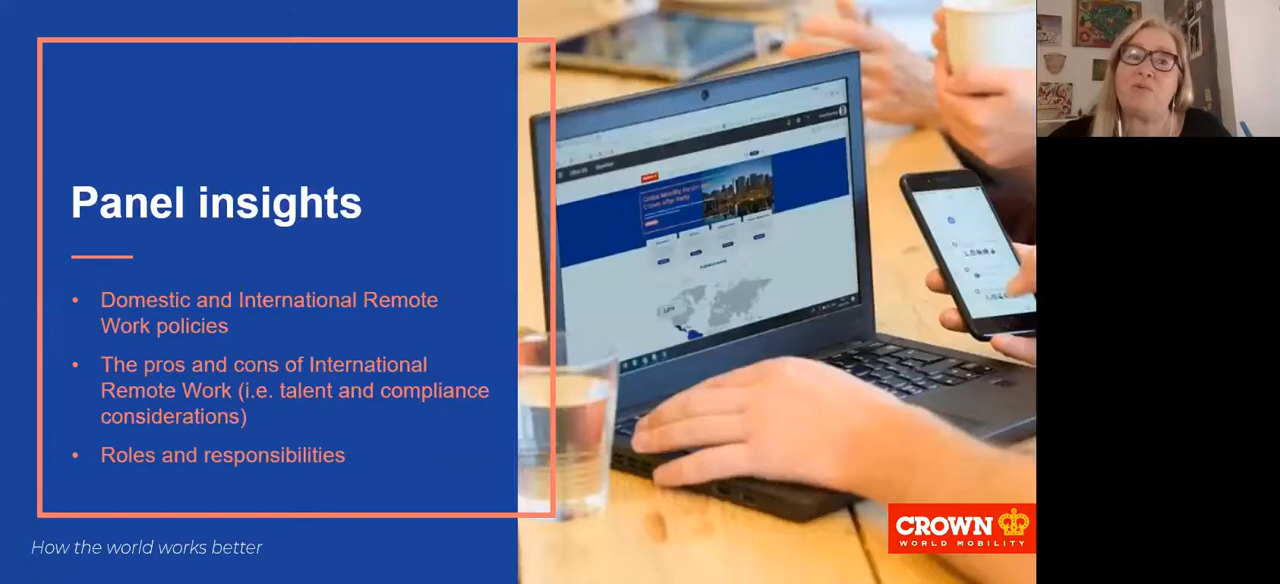 Panel insights
• Domestic and International Remote
Work policies
• The pros and cons of International
Remote Work (i.e. talent and compliance
considerations)
• Roles and responsibilities
How the world works better
CROWN
WORLD MOBILITY